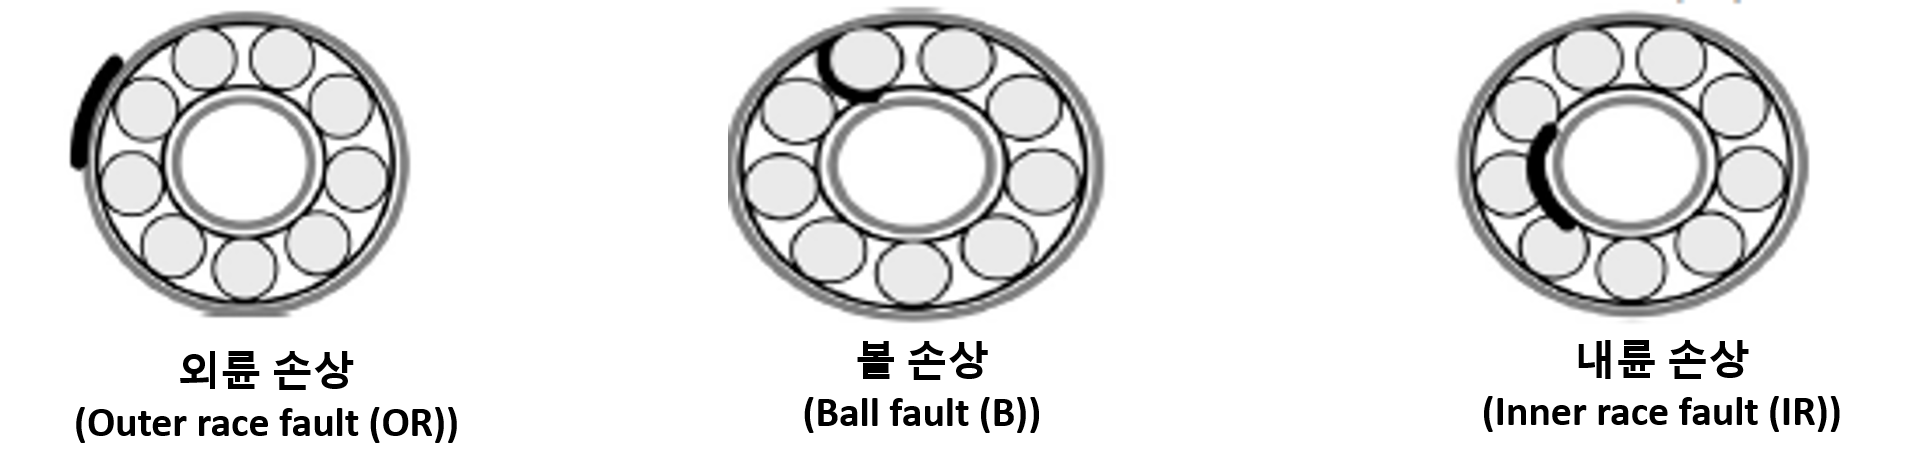 외륜 손상
(Outer race fault (OR))
볼 손상
(Ball fault (B))
내륜 손상
(Inner race fault (IR))